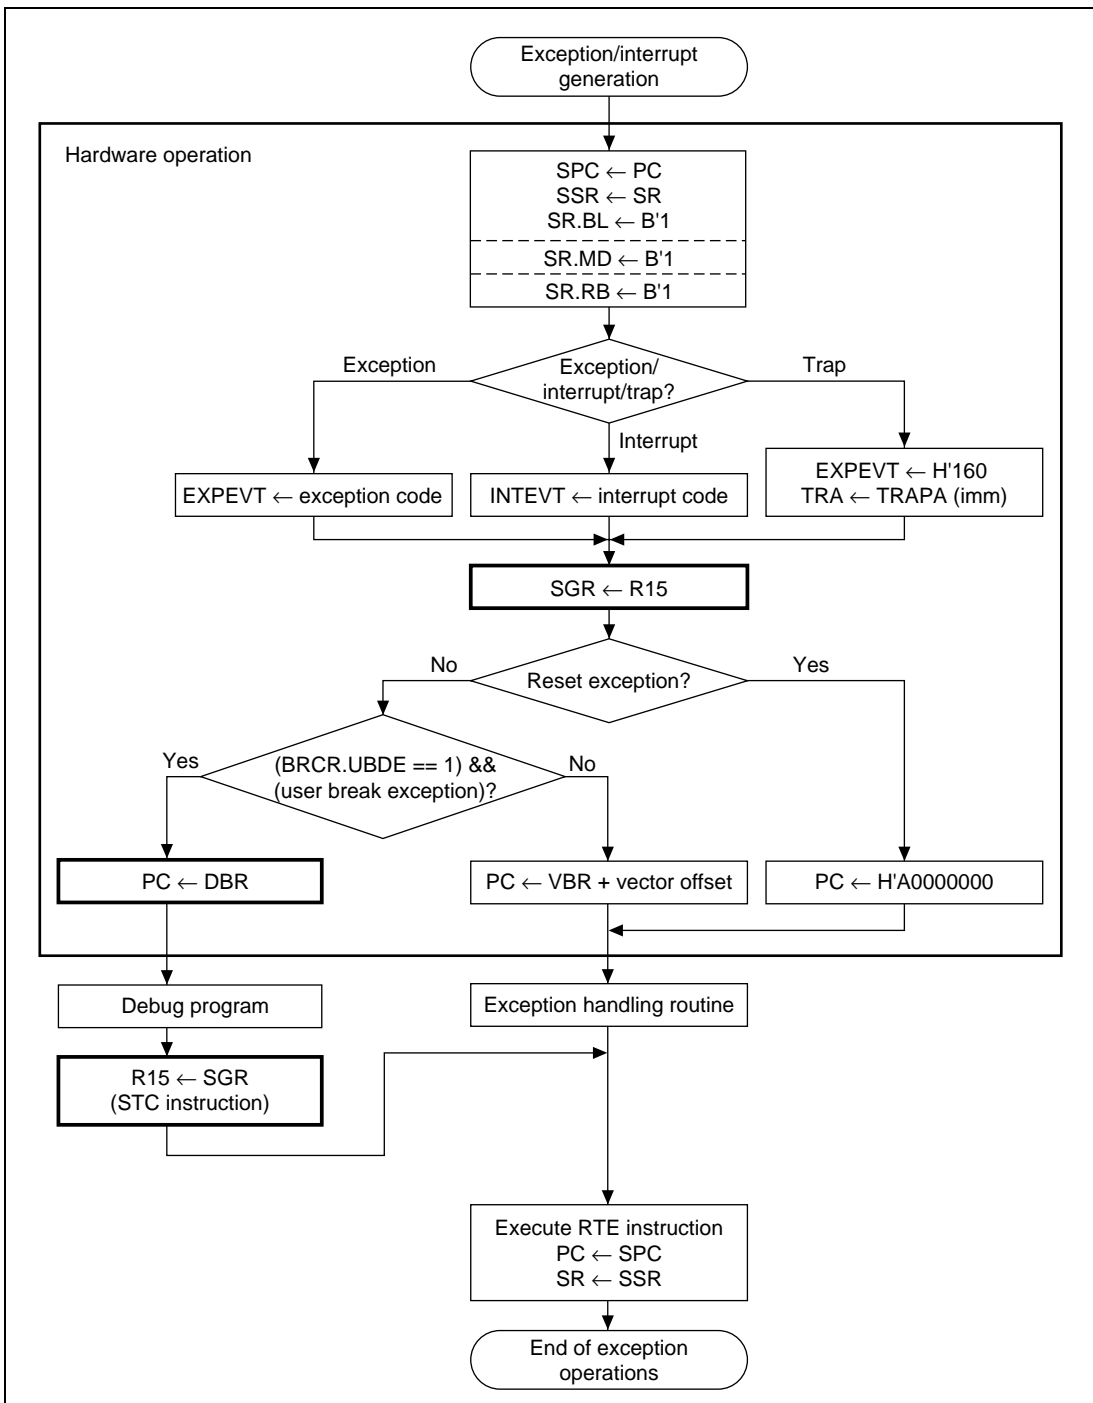 Exception/interrupt
generation
Hardware operation
SPC ← PC
SSR ← SR
SR.BL ← B'1
SR.MD ← B'1
SR.RB ← B'1
Exception
Exception/
interrupt/trap?
Trap
Interrupt
EXPEVT ← exception code
INTEVT ← interrupt code
EXPEVT ← H'160
TRA ← TRAPA (imm)
SGR ← R15
No
Reset exception?
Yes
Yes
(BRCR.UBDE == 1) &&
(user break exception)?
No
PC ← DBR
PC ← VBR + vector offset
PC ← H'A0000000
Debug program
Exception handling routine
R15 ← SGR
(STC instruction)
Execute RTE instruction
PC ← SPC
SR ← SSR
End of exception
operations